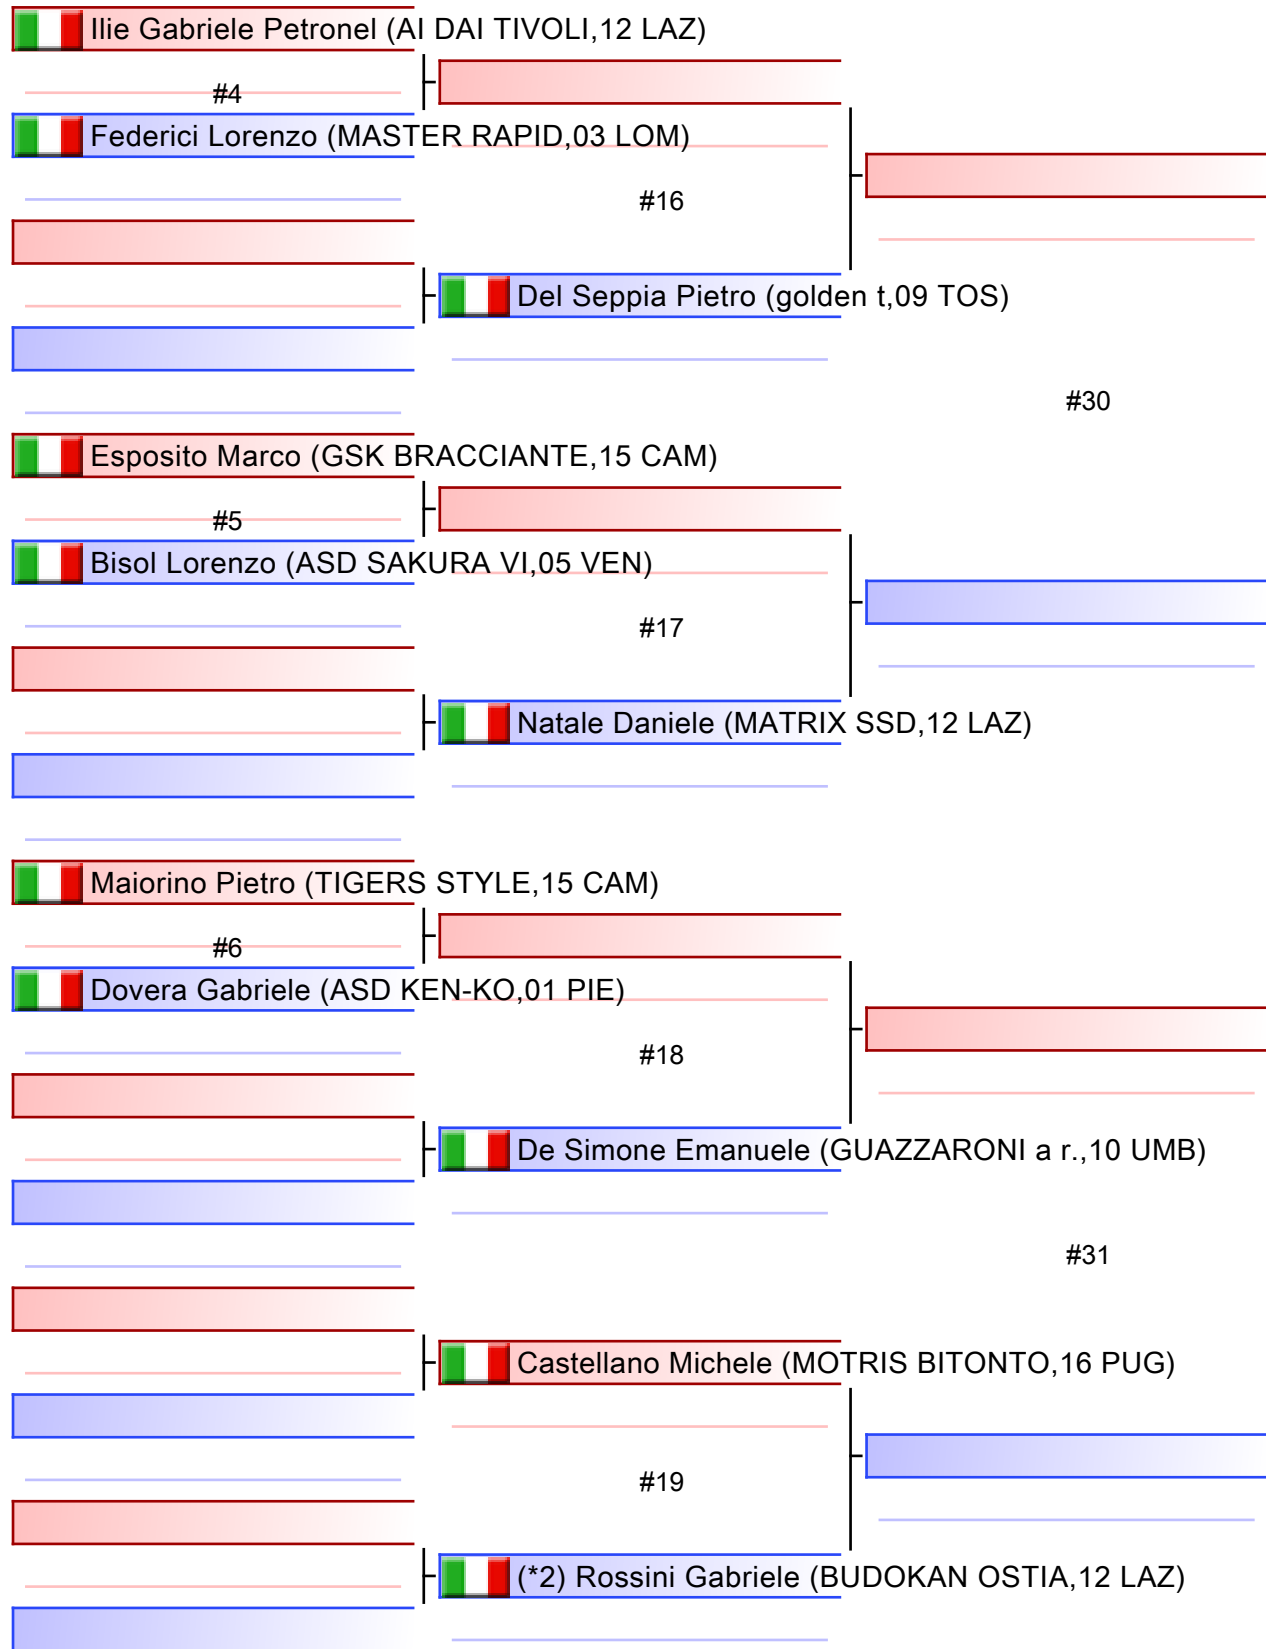 Ilie Gabriele Petronel (AI DAI TIVOLI,12 LAZ)
#4
Federici Lorenzo (MASTER RAPID,03 LOM)
#16
Del Seppia Pietro (golden t,09 TOS)
#30
Esposito Marco (GSK BRACCIANTE,15 CAM)
#5
Bisol Lorenzo (ASD SAKURA VI,05 VEN)
#17
Natale Daniele (MATRIX SSD,12 LAZ)
Maiorino Pietro (TIGERS STYLE,15 CAM)
#6
Dovera Gabriele (ASD KEN-KO,01 PIE)
#18
De Simone Emanuele (GUAZZARONI a r.,10 UMB)
#31
Castellano Michele (MOTRIS BITONTO,16 PUG)
#19
(*2) Rossini Gabriele (BUDOKAN OSTIA,12 LAZ)